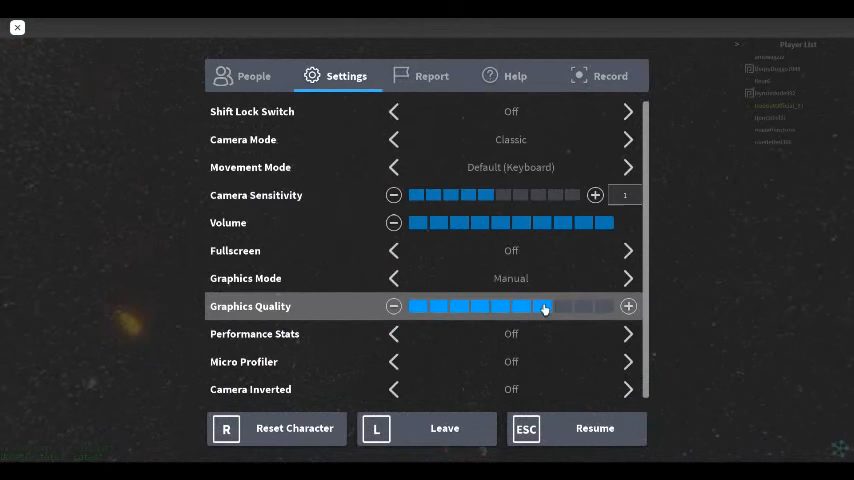 Player List
People Settings Report Help Record
Shift Lock Switch Off
Camera Mode Classic
Movement Mode Default (Keyboard)
Camera Sensitivity 1
Volume
Fullscreen Off
Graphics Mode Manual
Graphics Quality
Performance Stats Off
Micro Profiler Off
Camera Inverted Off
R Reset Character L Leave ESC Resume